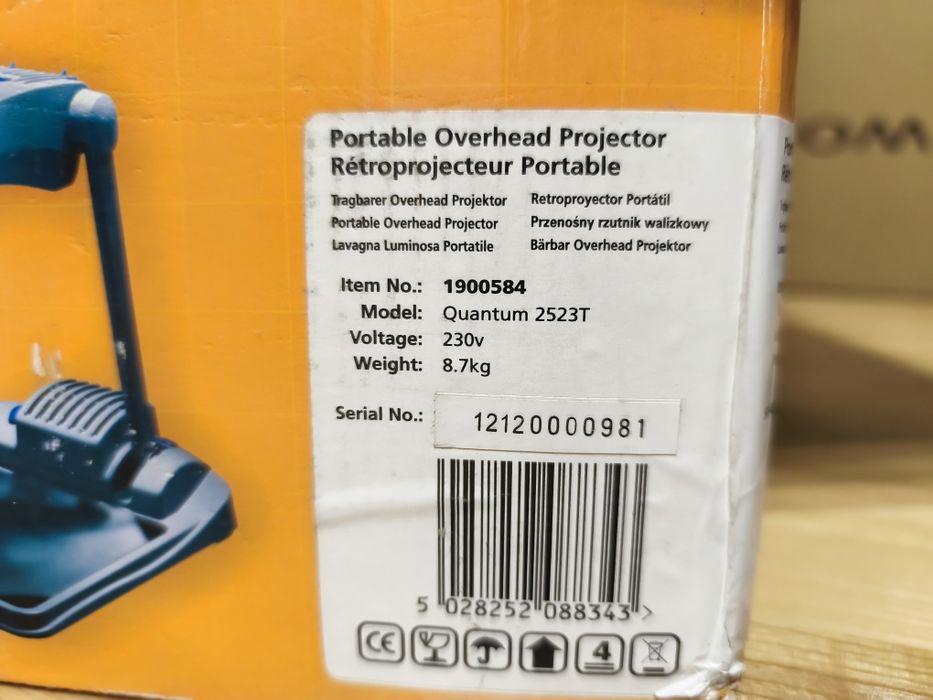 Portable Overhead Projector
Rétroprojecteur Portable
Tragbarer Overhead Projektor Retroproyector Portátil
Portable Overhead Projector Przenośny rzutnik walizkowy
Lavagna Luminosa Portatile Bärbar Overhead Projektor
Item No.: 1900584
Model: Quantum 2523T
Voltage: 230v
Weight: 8.7kg
Serial No.: 12120000981
5 028252 088343 >
CE
4